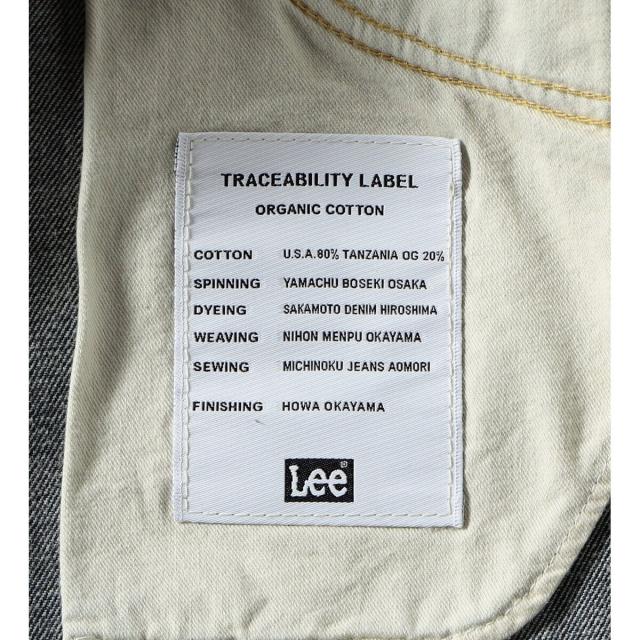 TRACEABILITY LABEL
ORGANIC COTTON
COTTON U.S.A.80% TANZANIA OG 20%
SPINNING YAMACHU BOSEKI OSAKA
DYEING SAKAMOTO DENIM HIROSHIMA
WEAVING NIHON MENPU OKAYAMA
SEWING MICHINOKU JEANS AOMORI
FINISHING HOWA OKAYAMA
Lee®